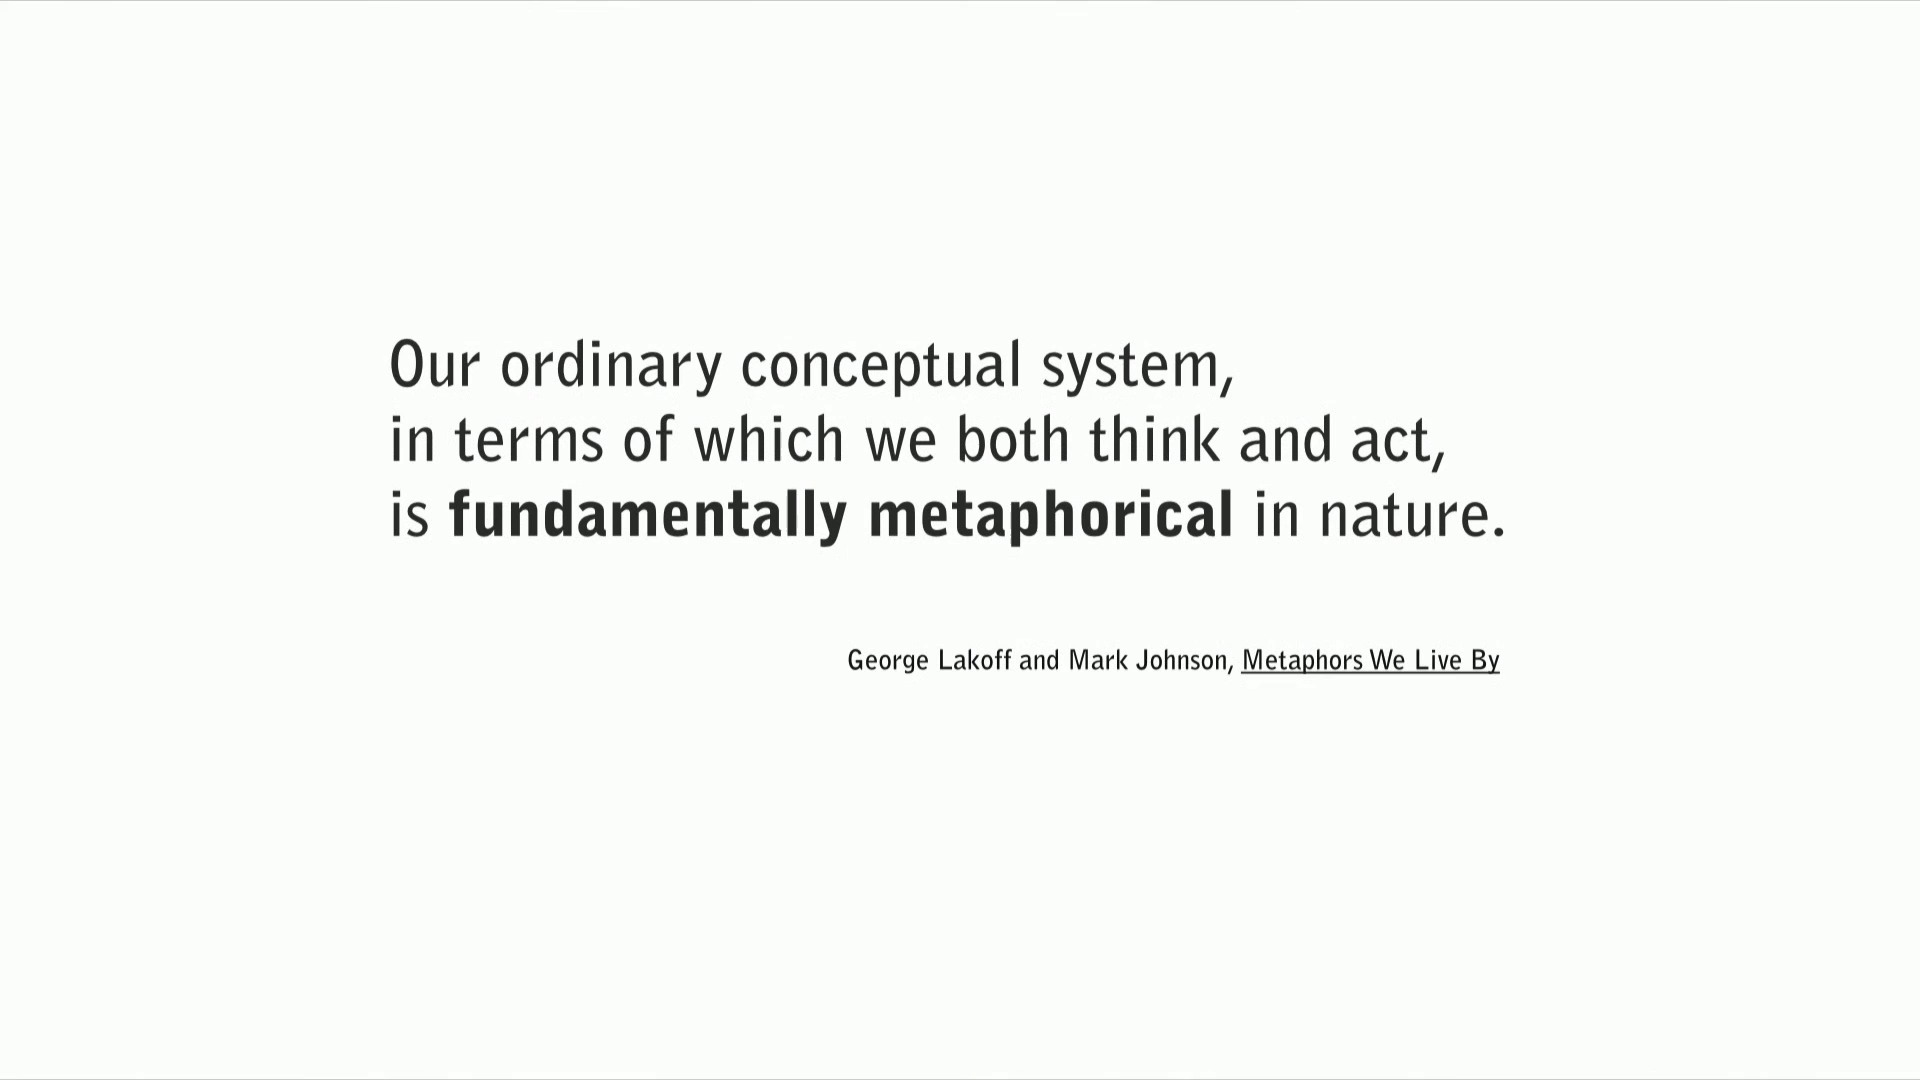 Our ordinary conceptual system,
in terms of which we both think and act,
is fundamentally metaphorical in nature.
George Lakoff and Mark Johnson, Metaphors We Live By